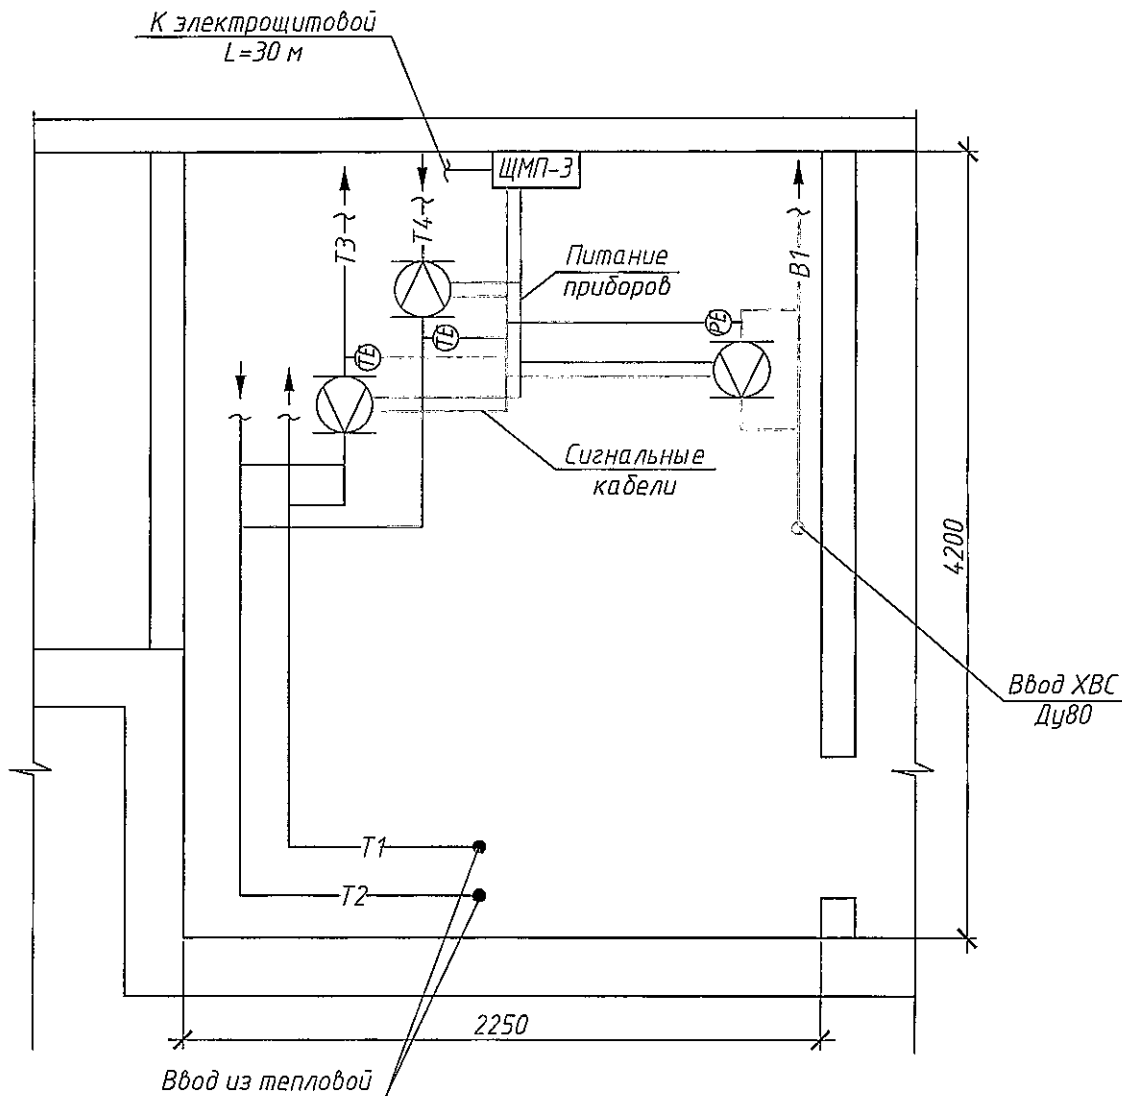 К электрощитовой
L=30 м
ЩМП-3
Т3
Т4
В1
Питание
приборов
РЕ
ТЕ
ТЕ
Сигнальные
кабели
4200
Ввод ХВС
Ду80
Т1
Т2
2250
Ввод из тепловой